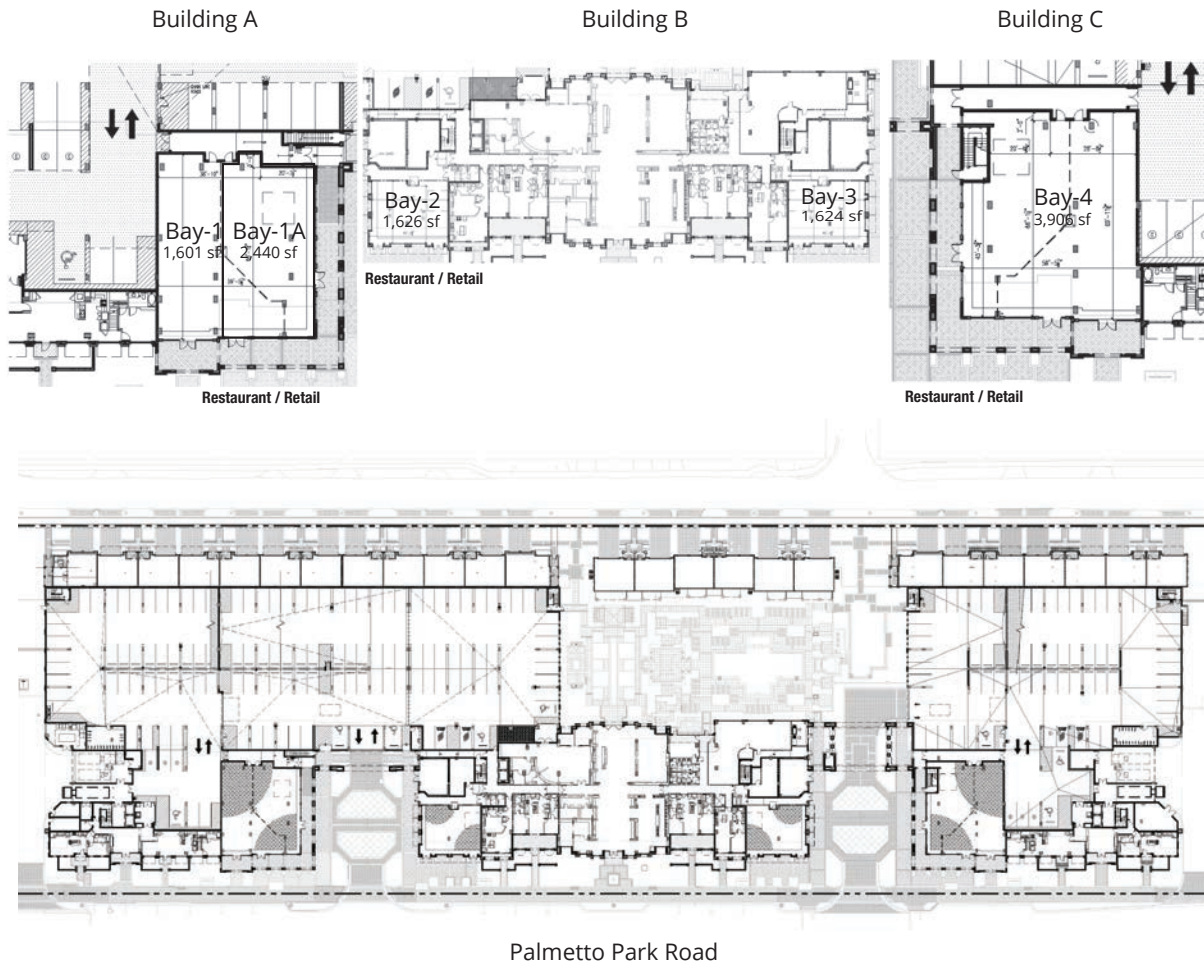 Building A
Building B
Building C
Bay-1
1,601 sf
Bay-1A
2,440 sf
Bay-2
1,626 sf
Bay-3
1,624 sf
Bay-4
3,906 sf
Restaurant / Retail
Restaurant / Retail
Restaurant / Retail
Palmetto Park Road